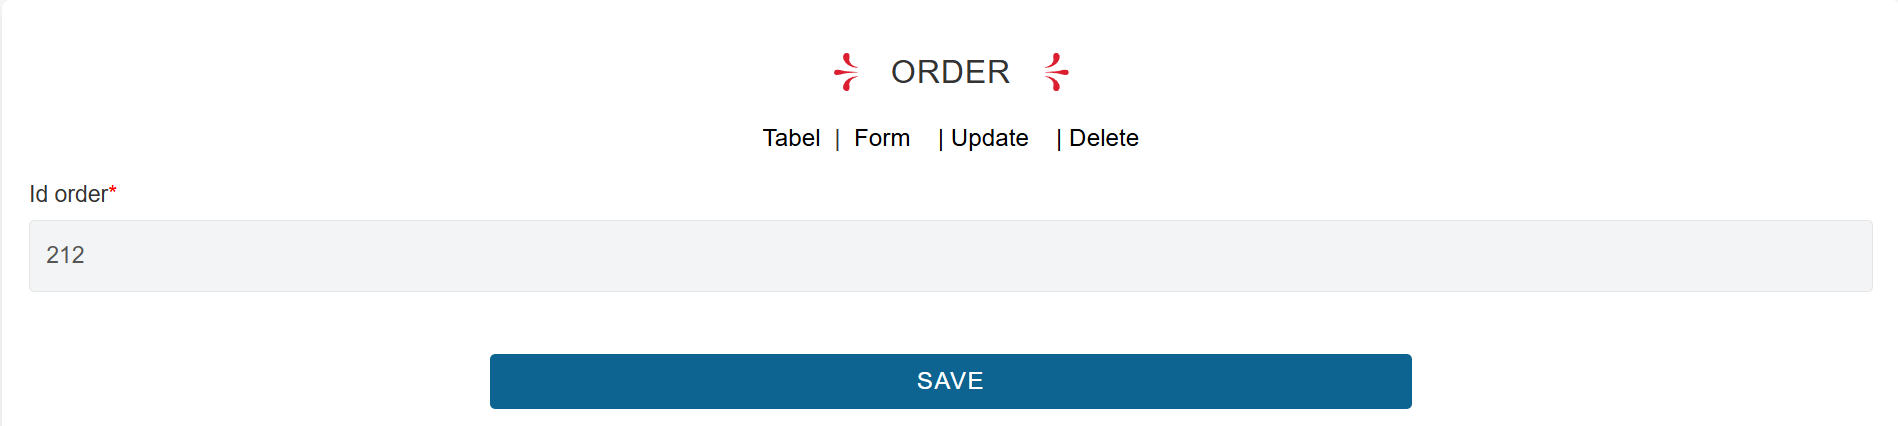 ORDER
Tabel | Form | Update | Delete
Id order*
212
SAVE